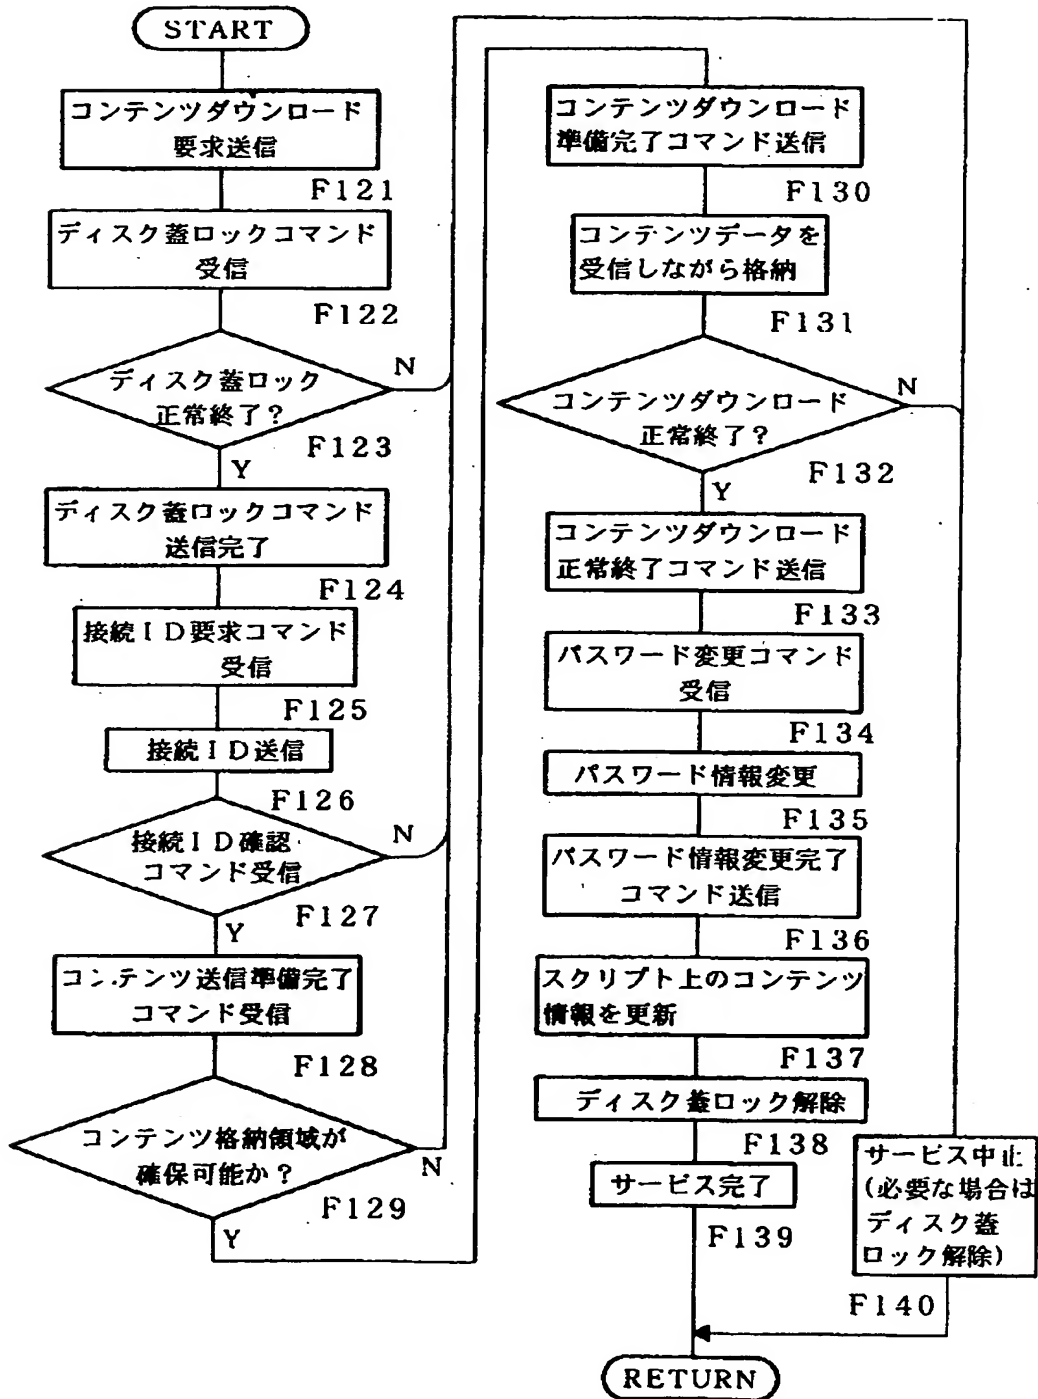 START
コンテンツダウンロード
要求送信
F121
ディスク蓋ロックコマンド
受信
F122
ディスク蓋ロック
正常終了?
N
F123
Y
ディスク蓋ロックコマンド
送信完了
F124
接続ID要求コマンド
受信
F125
接続ID送信
F126
接続ID確認
コマンド受信
N
F127
Y
コンテンツ送信準備完了
コマンド受信
F128
コンテンツ格納領域が
確保可能か?
N
F129
Y
コンテンツダウンロード
準備完了コマンド送信
F130
コンテンツデータを
受信しながら格納
F131
コンテンツダウンロード
正常終了?
N
F132
Y
コンテンツダウンロード
正常終了コマンド送信
F133
パスワード変更コマンド
受信
F134
パスワード情報変更
F135
パスワード情報変更完了
コマンド送信
F136
スクリプト上のコンテンツ
情報を更新
F137
ディスク蓋ロック解除
F138
サービス完了
F139
サービス中止
(必要な場合は
ディスク蓋
ロック解除)
F140
RETURN